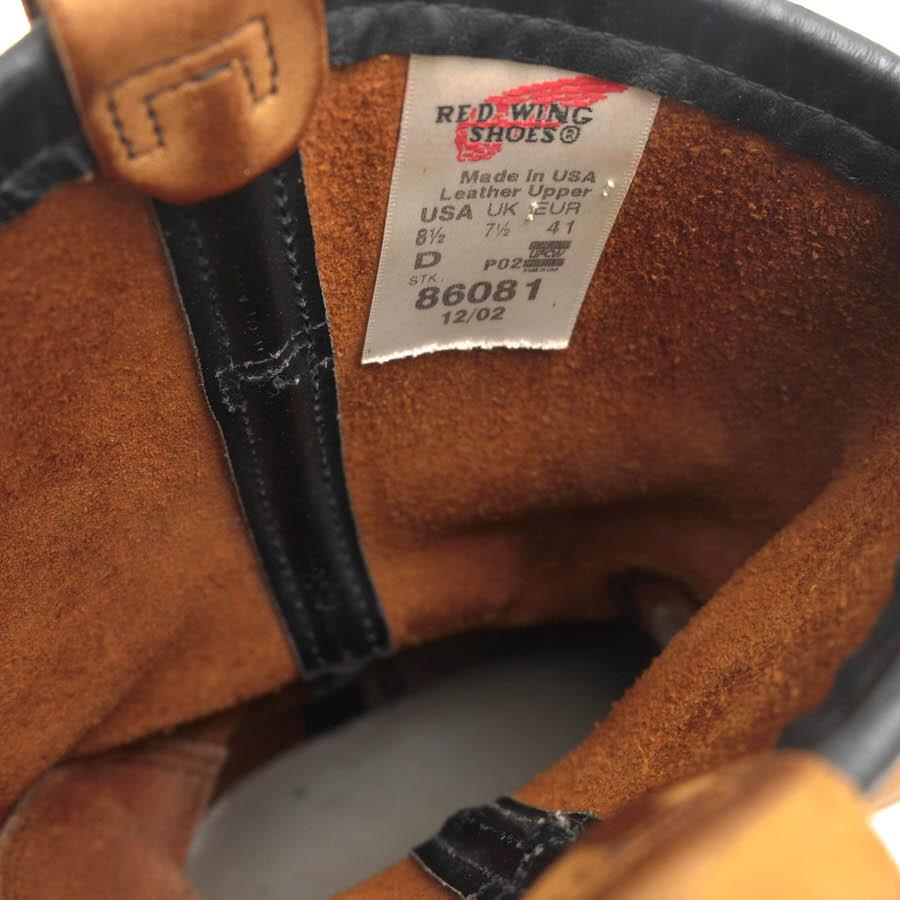 RED WING
SHOES®
Made in USA
Leather Upper
USA UK EUR
8½ 7½ 41
D P02 UFCW
STK.
86081
12/02